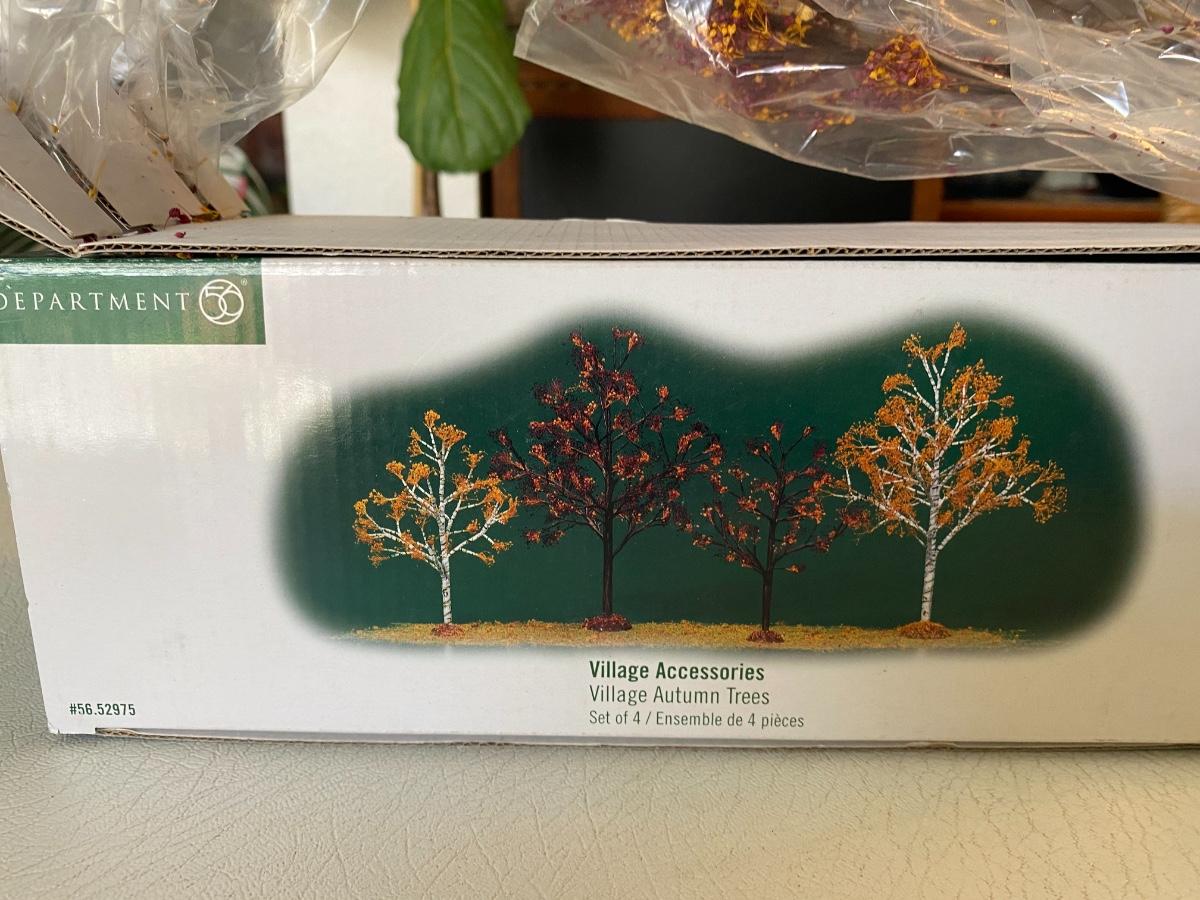 DEPARTMENT 56®
Village Accessories
Village Autumn Trees
Set of 4 / Ensemble de 4 pièces
#56.52975